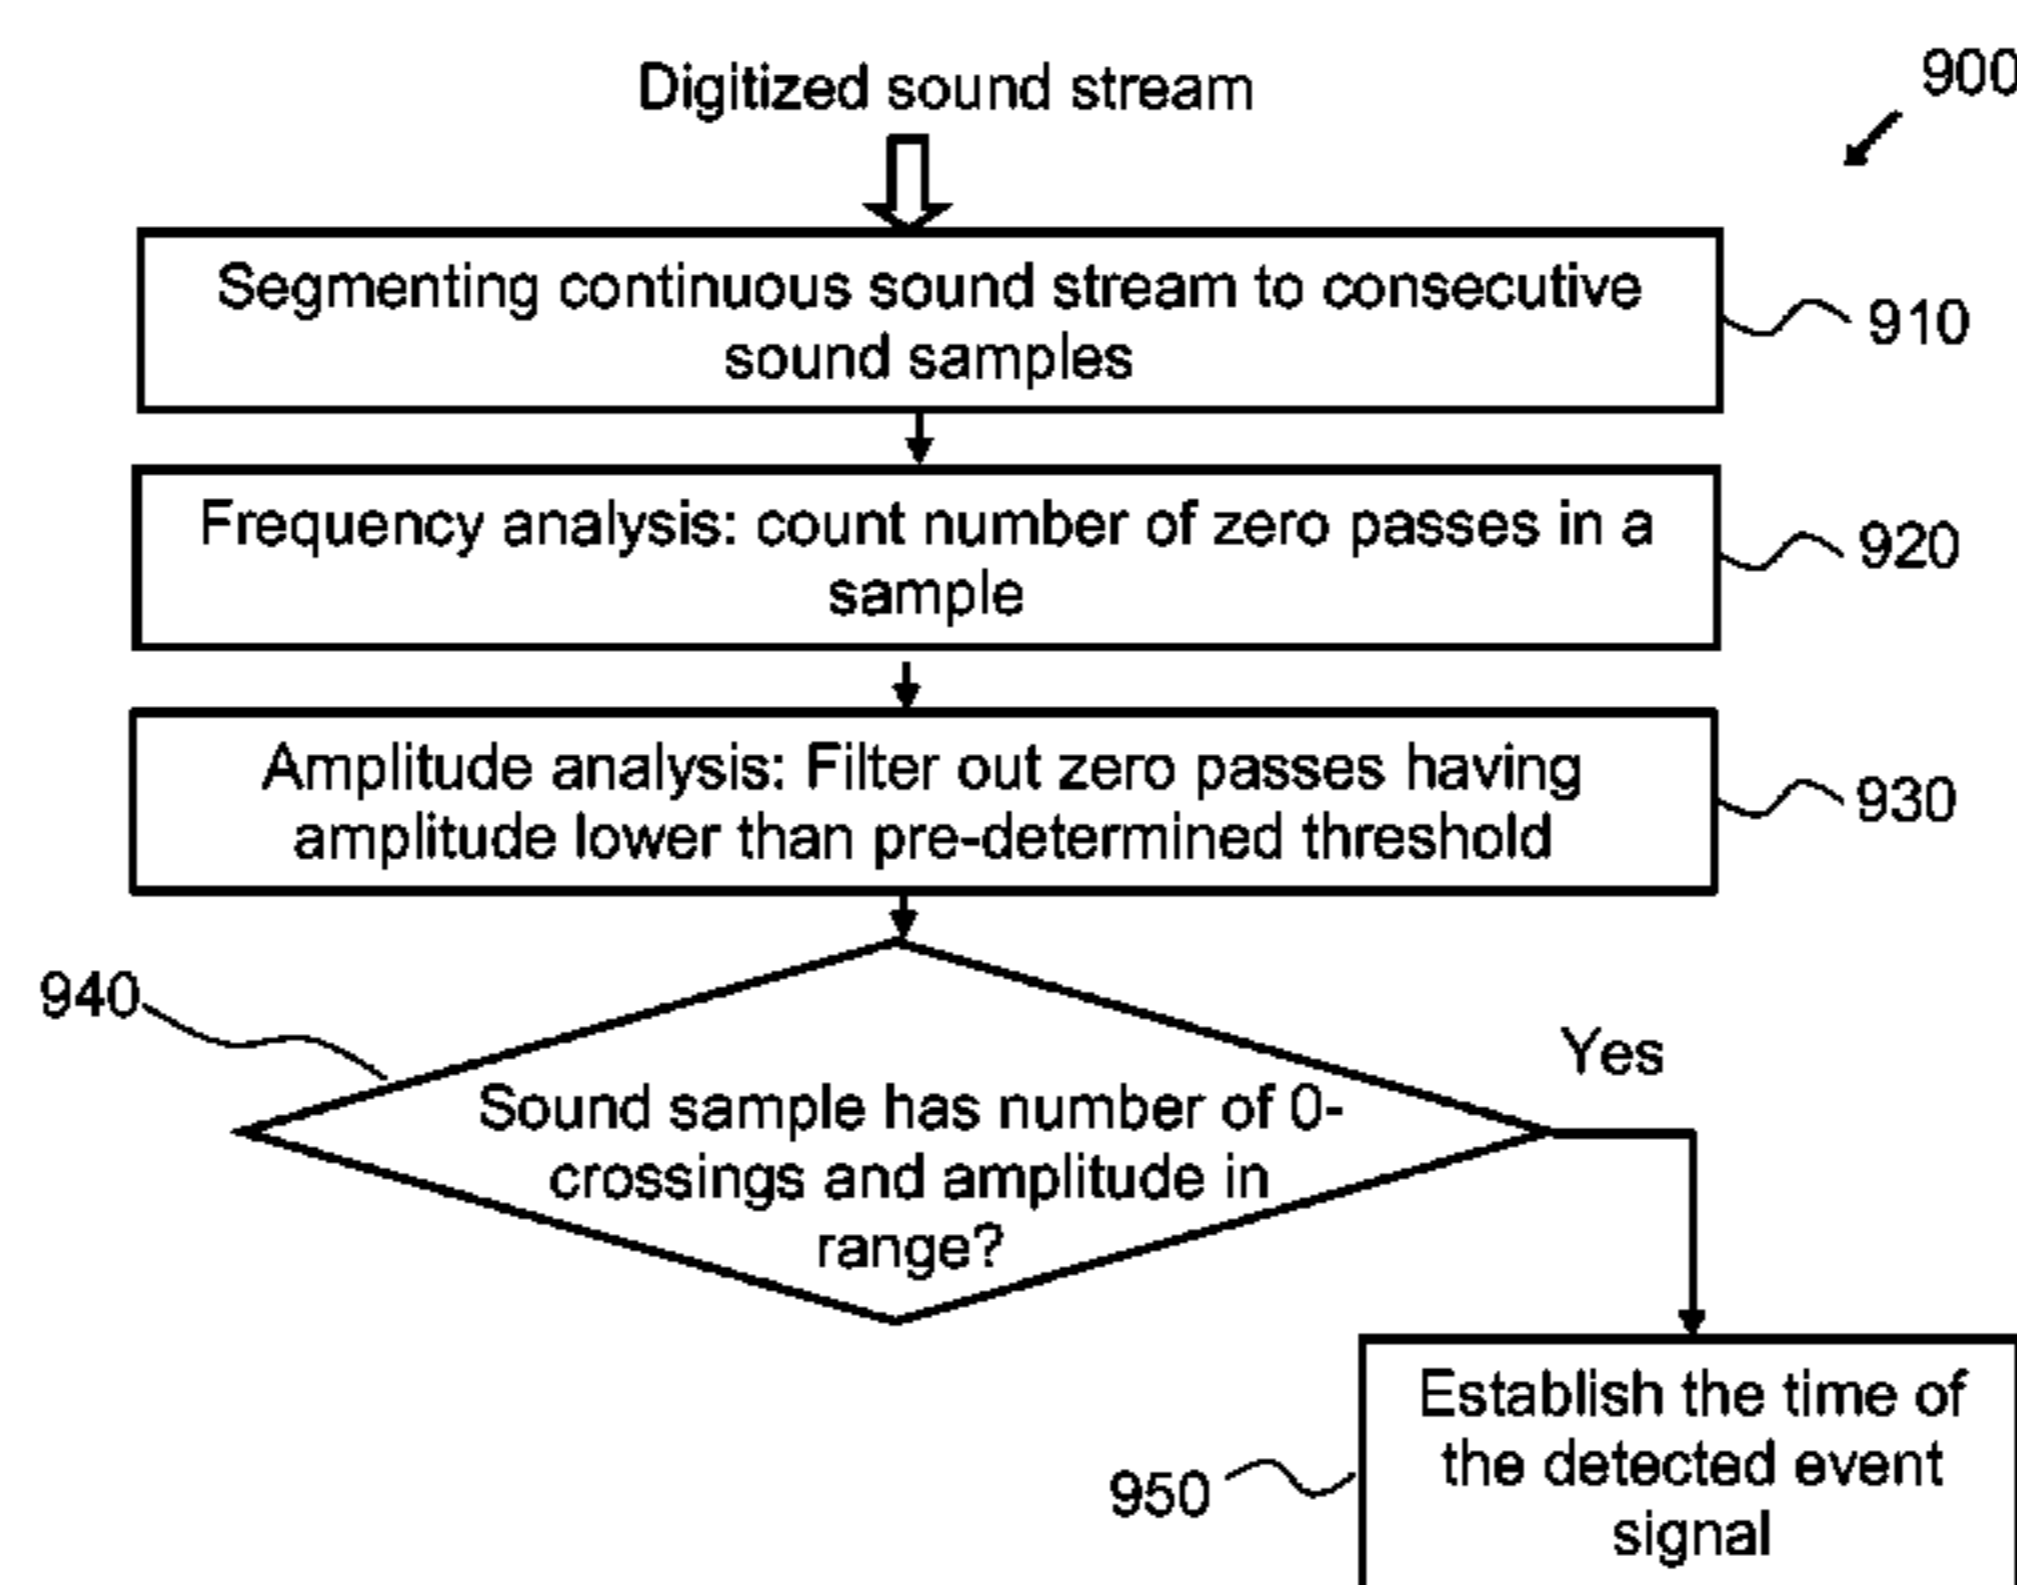 Digitized sound stream
900
Segmenting continuous sound stream to consecutive
sound samples
910
Frequency analysis: count number of zero passes in a
sample
920
Amplitude analysis: Filter out zero passes having
amplitude lower than pre-determined threshold
930
940
Yes
Sound sample has number of 0-
crossings and amplitude in
range?
Establish the time of
the detected event
signal
950